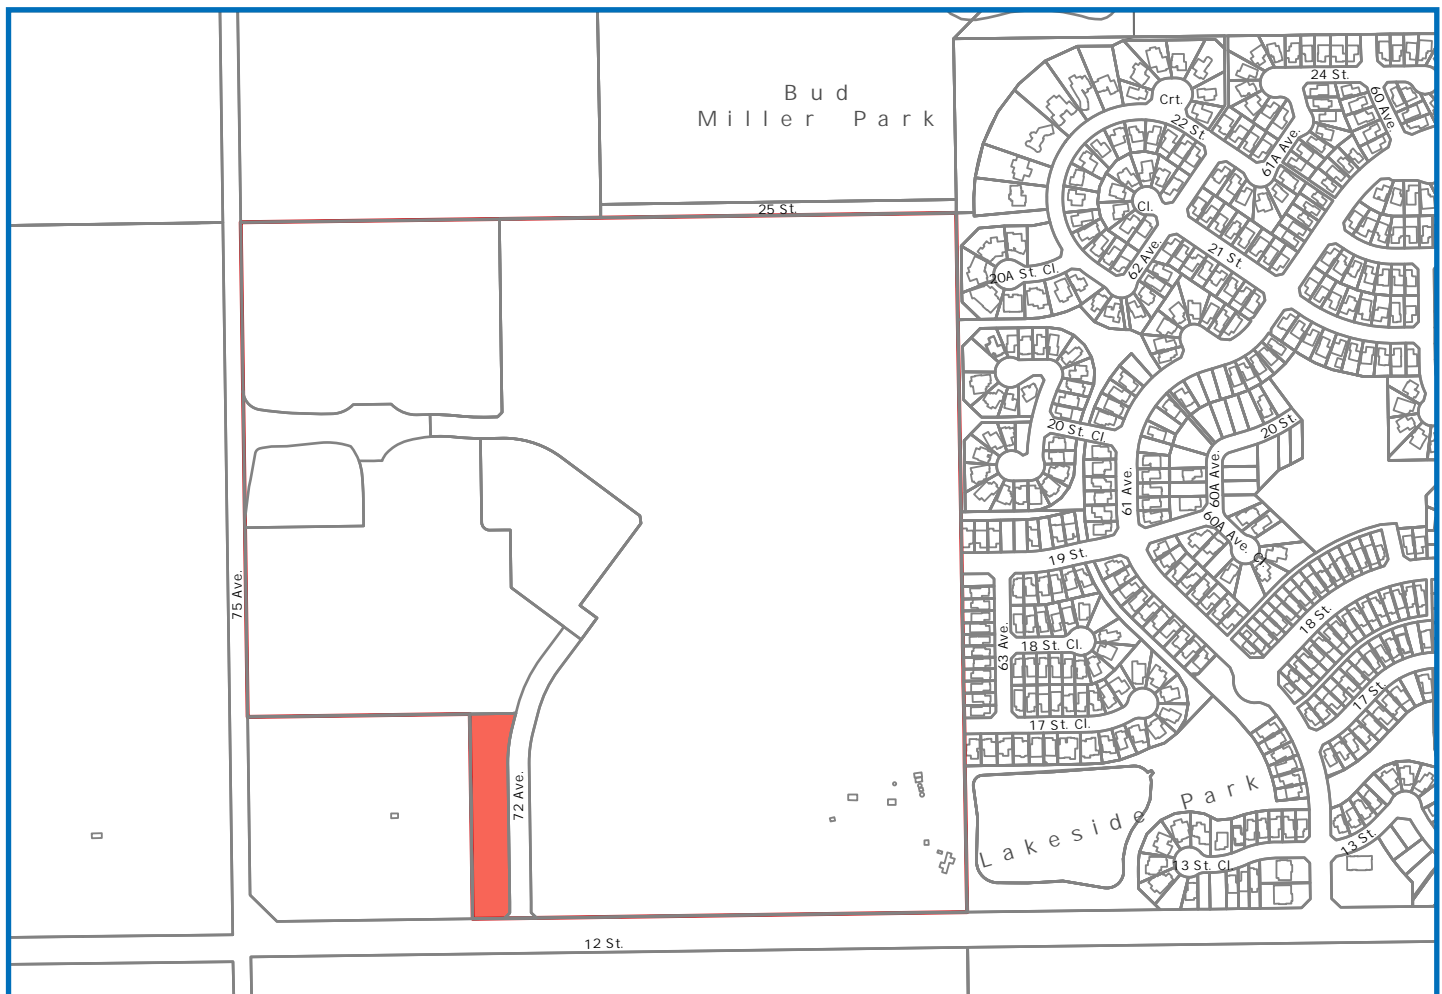 24 St.
60 Ave.
Bud
Miller Park
Crt.
22 St.
61A Ave.
25 St.
Cl.
62 Ave.
21 St.
20A St. Cl.
20 St. Cl.
20 St.
61 Ave.
60A Ave.
60A Ave. Cl.
19 St.
75 Ave.
18 St.
63 Ave.
18 St. Cl.
17 St.
17 St. Cl.
72 Ave.
Lakeside Park
13 St.
13 St. Cl.
12 St.